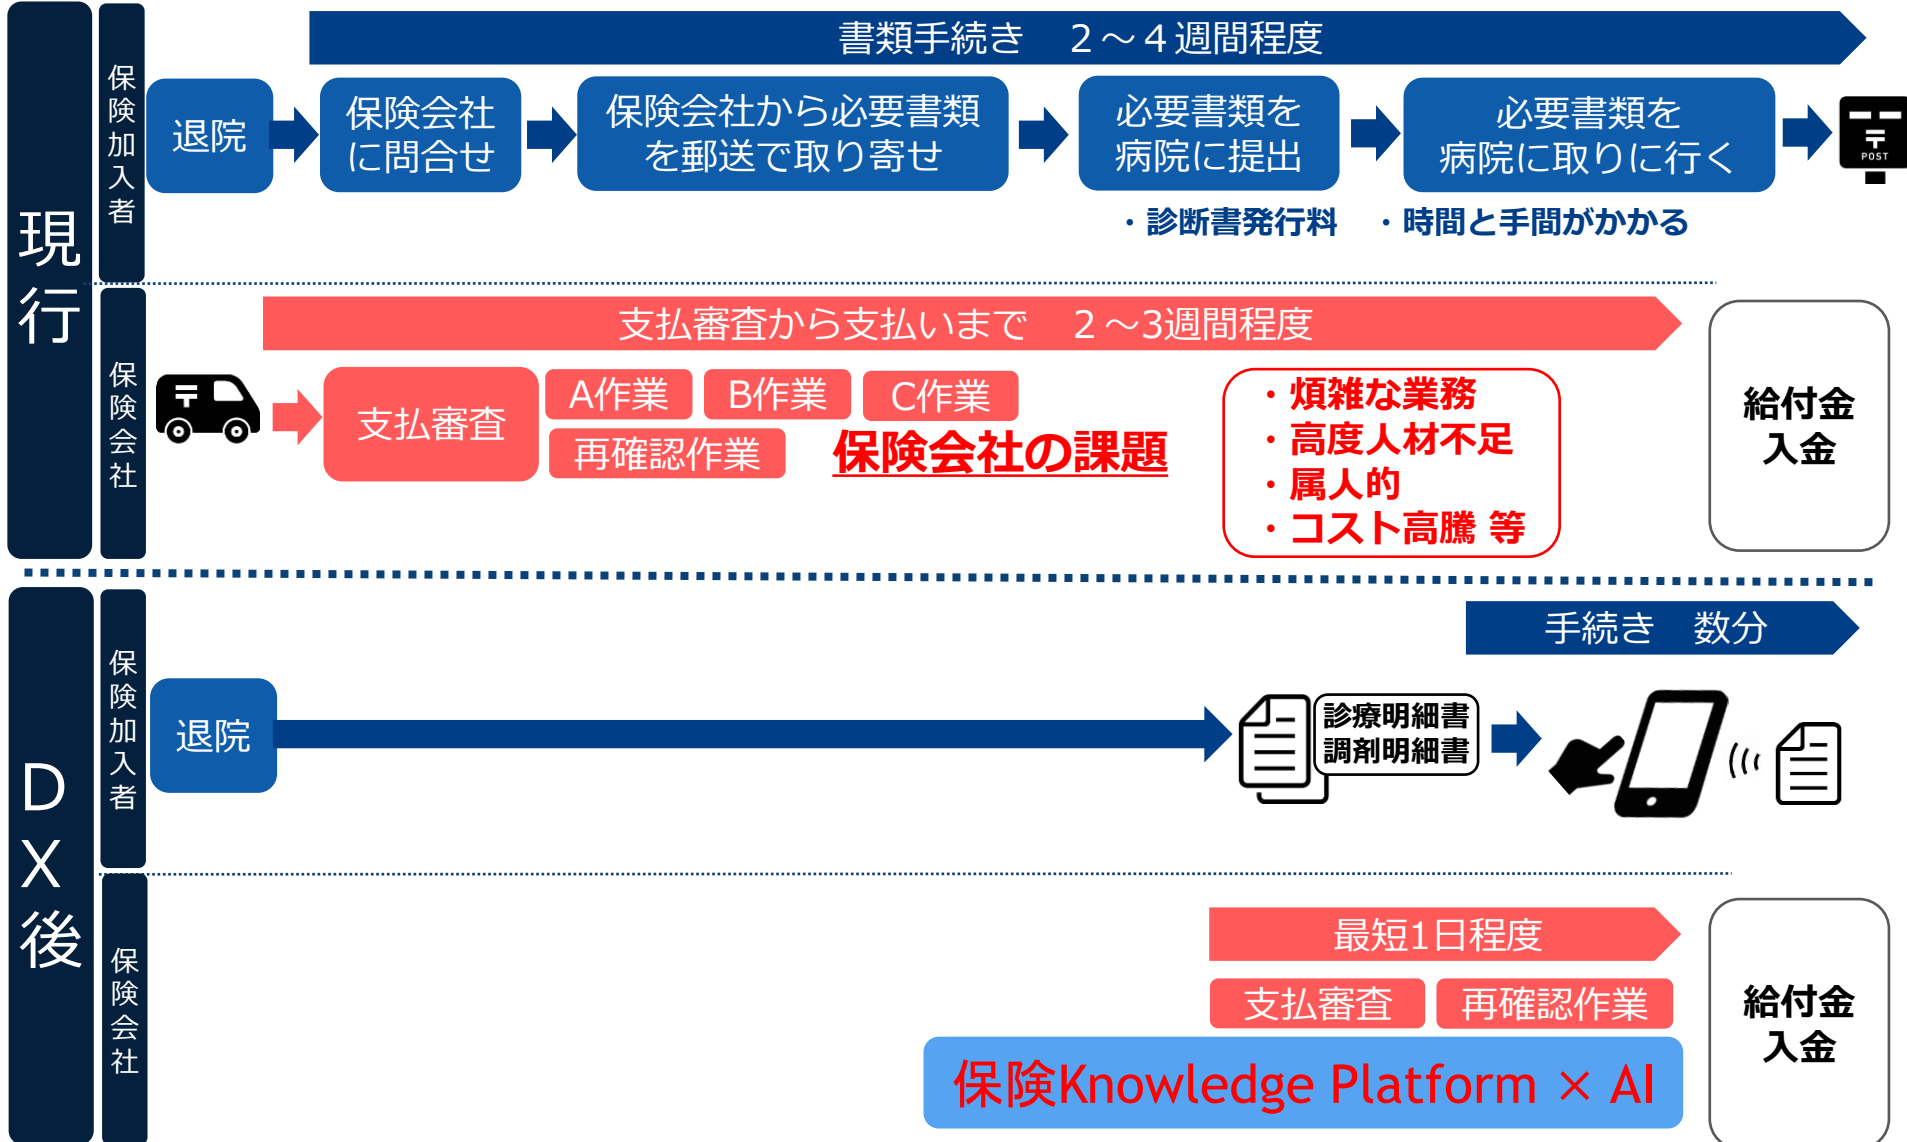 現行
保険加入者
書類手続き　２～４週間程度
退院
保険会社
に問合せ
保険会社から必要書類
を郵送で取り寄せ
必要書類を
病院に提出
必要書類を
病院に取りに行く
〒
POST
・診断書発行料
・時間と手間がかかる
保険会社
支払審査から支払いまで　２～3週間程度
〒
支払審査
A作業
B作業
C作業
再確認作業
保険会社の課題
・煩雑な業務
・高度人材不足
・属人的
・コスト高騰 等
給付金
入金
DX後
保険加入者
手続き　数分
退院
診療明細書
調剤明細書
保険会社
最短1日程度
支払審査
再確認作業
保険Knowledge Platform × AI
給付金
入金